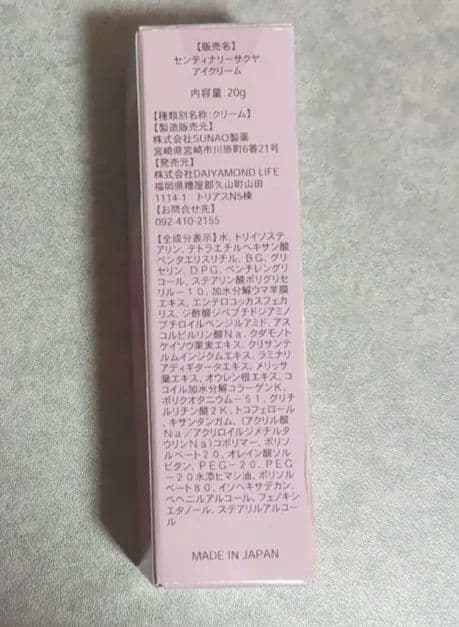 【販売名】
センティナリーサクヤ
アイクリーム
内容量:20g
【種類別名称:クリーム】
【製造販売元】
株式会社SUNAO製薬
宮崎県宮崎市川原町6番21号
【発売元】
株式会社DAIYAMOND LIFE
福岡県糟屋郡久山町山田
1114-1 トリアスN5棟
【お問合せ先】
092-410-2155
【全成分表示】水、トリイソステ
アリン、テトラエチルヘキサン酸
ペンタエリスリチル、BG、グリ
セリン、DPG、ペンチレングリ
コール、ステアリン酸ポリグリセ
リル-10、加水分解ウマ羊膜
エキス、エンテロコッカスフェカ
リス、ジ酢酸ジペプチドジアミノ
ブチロイルベンジルアミド、アス
コルビルリン酸Na、クダモノト
ケイソウ果実エキス、クリサンテ
ルムインジクムエキス、ラミナリ
アディギタータエキス、メリッサ
葉エキス、オウレン根エキス、コ
コイル加水分解コラーゲンK、
ポリクオタニウム-51、グリチ
ルリチン酸2K、トコフェロール
、キサンタンガム、(アクリル酸
Na/アクリロイルジメチルタ
ウリンNa)コポリマー、ポリソ
ルベート20、オレイン酸ソル
ビタン、PEG-20、PEG
-20水添ヒマシ油、ポリソル
ベート80、イソヘキサデカン、
ベヘニルアルコール、フェノキシ
エタノール、ステアリルアルコー
ル
MADE IN JAPAN